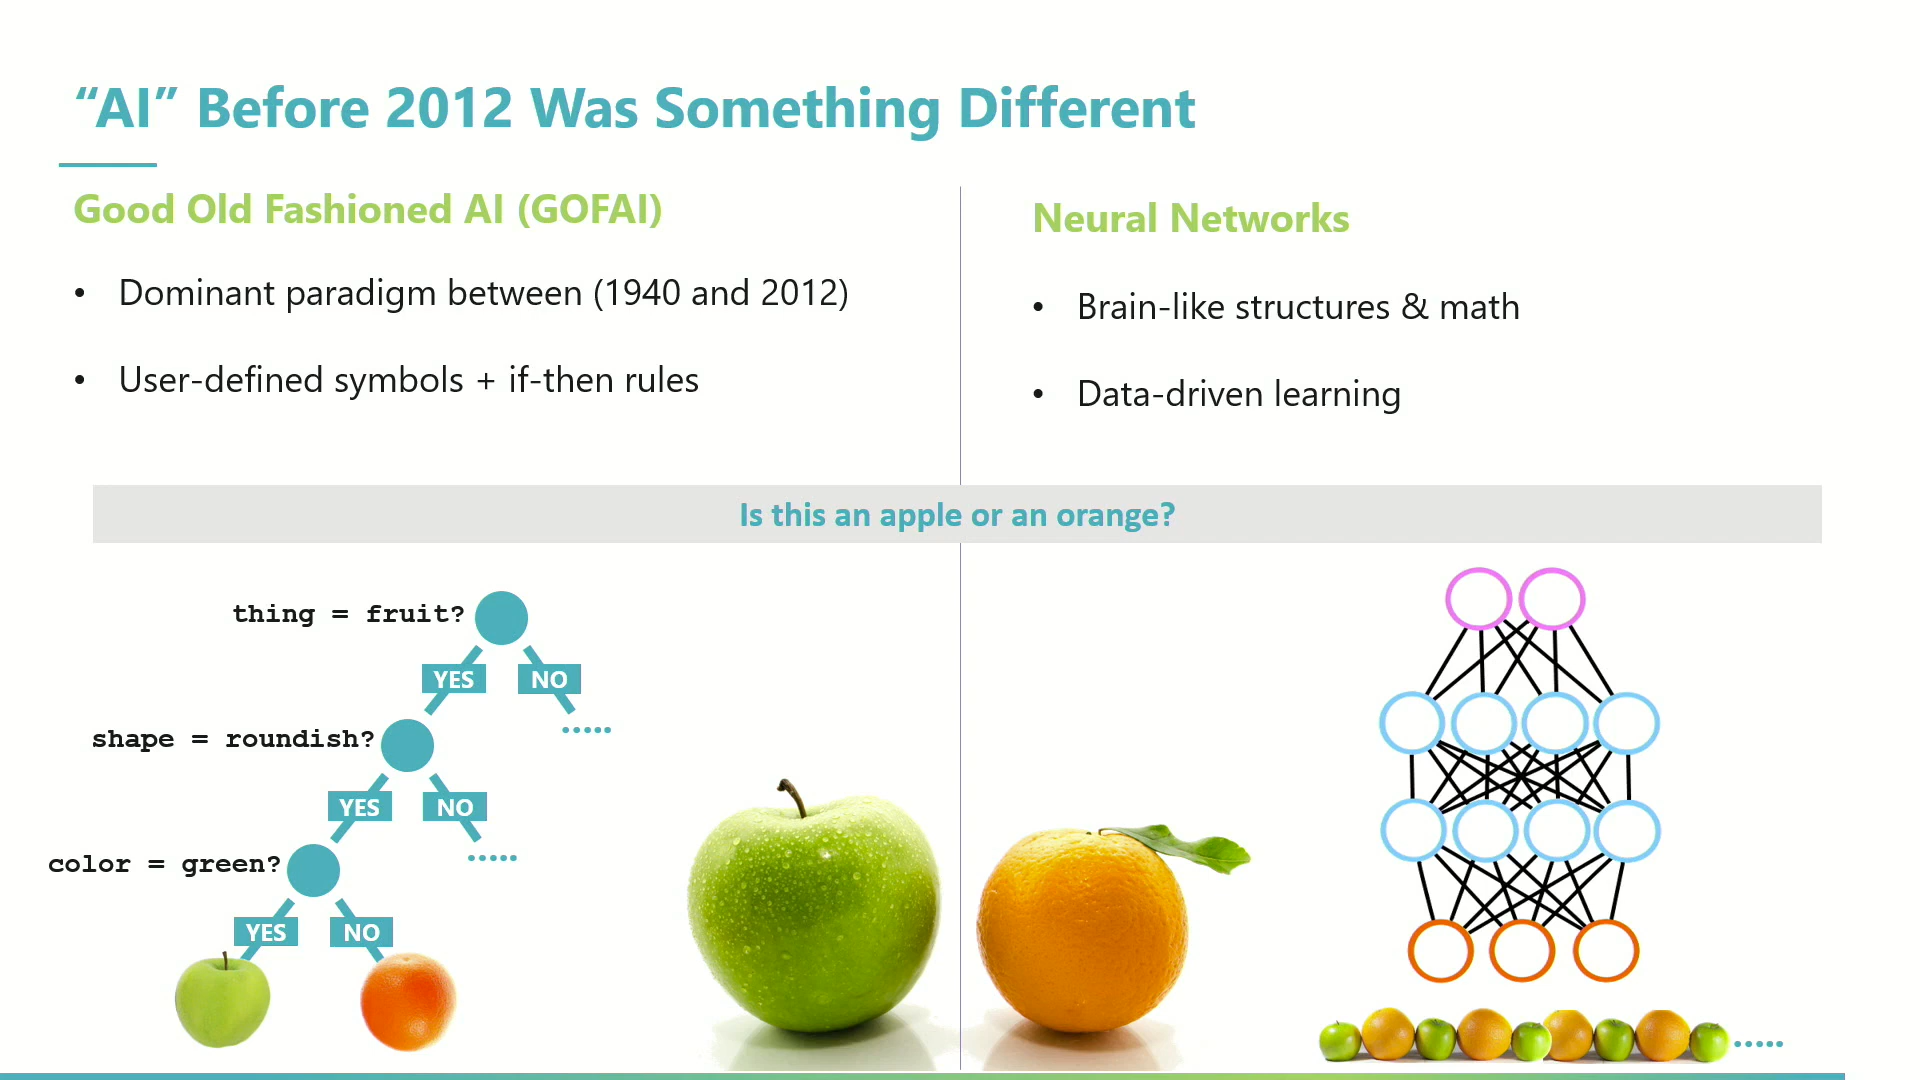 “AI” Before 2012 Was Something Different
Good Old Fashioned AI (GOFAI)
• Dominant paradigm between (1940 and 2012)
• User-defined symbols + if-then rules
Neural Networks
• Brain-like structures & math
• Data-driven learning
Is this an apple or an orange?
thing = fruit?
YES NO
.....
shape = roundish?
YES NO
.....
color = green?
YES NO
.....